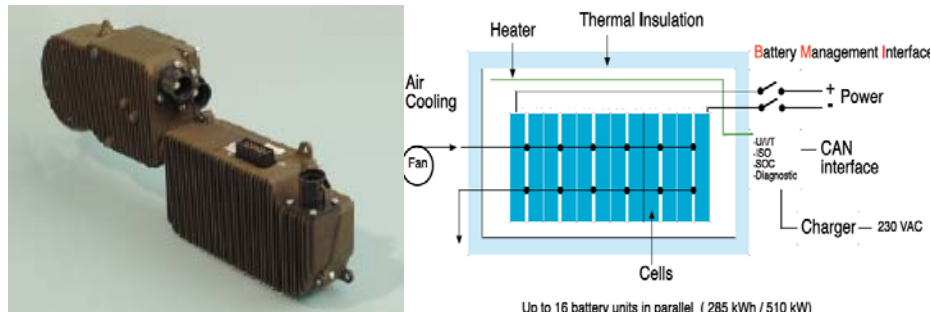 Thermal Insulation
Heater
Battery Management Interface
Air
Cooling
+
-
Power
Fan
-U/I/T
-ISO
-SOC
-Diagnostic
CAN
interface
Charger
230 VAC
Cells
Up to 16 battery units in parallel ( 285 kWh / 510 kW)